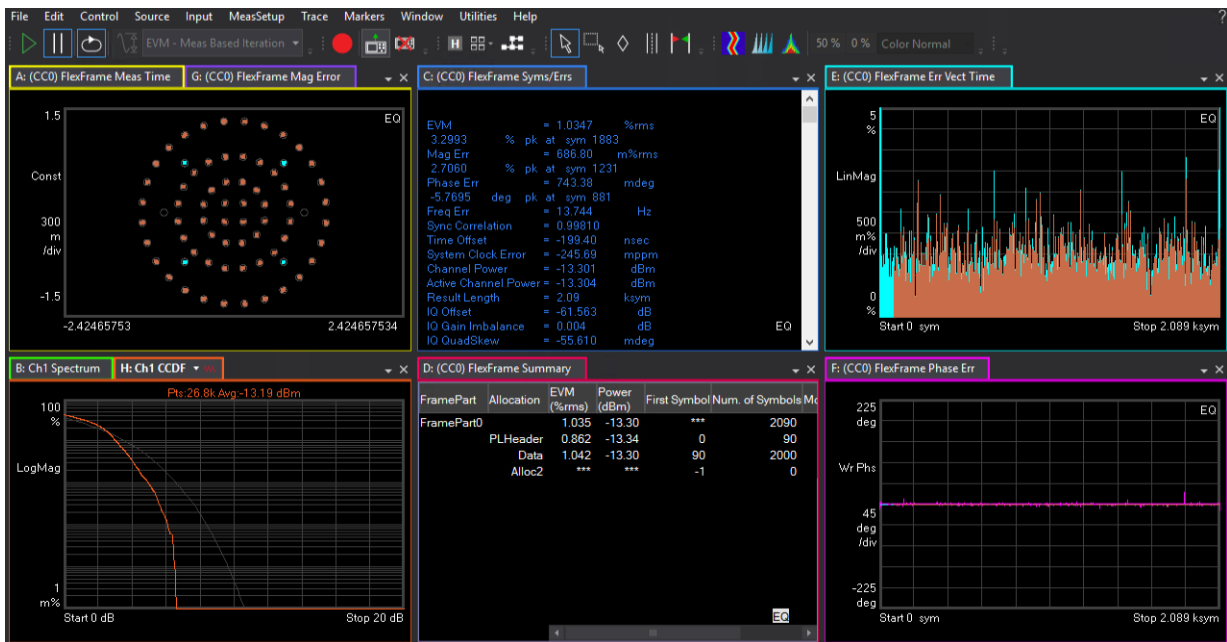 File Edit Control Source Input MeasSetup Trace Markers Window Utilities Help ?
EVM - Meas Based Iteration
50 % 0 % Color Normal
A: (CC0) FlexFrame Meas Time
G: (CC0) FlexFrame Mag Error
1.5
EQ
Const
300
m
/div
-1.5
-2.42465753 2.424657534
C: (CC0) FlexFrame Syms/Errs
EVM = 1.0347 %rms
3.2993 % pk at sym 1883
Mag Err = 686.80 m%rms
2.7060 % pk at sym 1231
Phase Err = 743.38 mdeg
-5.7695 deg pk at sym 881
Freq Err = 13.744 Hz
Sync Correlation = 0.99810
Time Offset = -199.40 nsec
System Clock Error = -245.69 mppm
Channel Power = -13.301 dBm
Active Channel Power = -13.304 dBm
Result Length = 2.09 ksym
IQ Offset = -61.563 dB
IQ Gain Imbalance = 0.004 dB EQ
IQ QuadSkew = -55.610 mdeg
E: (CC0) FlexFrame Err Vect Time
5
%
EQ
LinMag
500
m%
/div
0
%
Start 0 sym Stop 2.089 ksym
B: Ch1 Spectrum
H: Ch1 CCDF
Pts:26.8k Avg:-13.19 dBm
100
%
LogMag
1
m%
Start 0 dB Stop 20 dB
D: (CC0) FlexFrame Summary
FramePart Allocation EVM (%rms) Power (dBm) First Symbol Num. of Symbols Mo
FramePart0 1.035 -13.30 *** 2090
PLHeader 0.862 -13.34 0 90
Data 1.042 -13.30 90 2000
Alloc2 *** *** -1 0
EQ
F: (CC0) FlexFrame Phase Err
225
deg
EQ
Wr Phs
45
deg
/div
-225
deg
Start 0 sym Stop 2.089 ksym